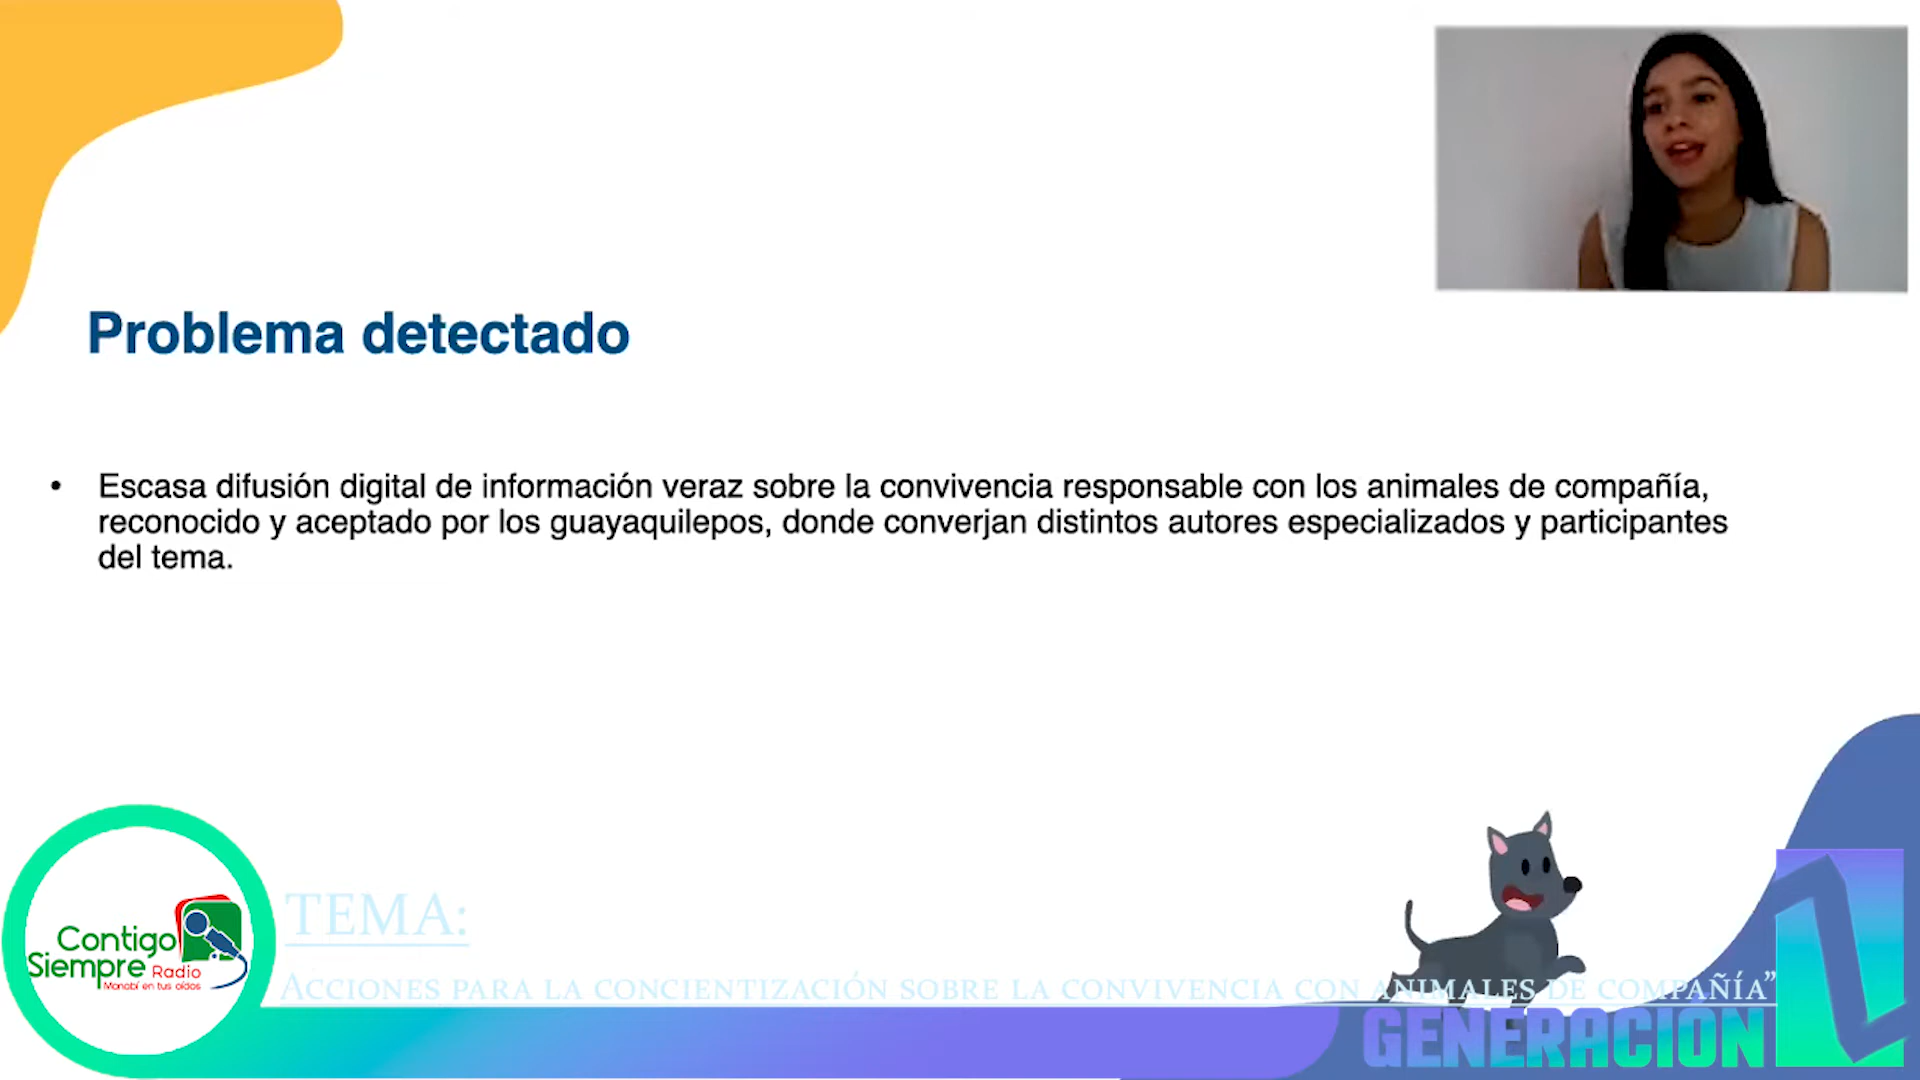 Problema detectado
• Escasa difusión digital de información veraz sobre la convivencia responsable con los animales de compañía,
reconocido y aceptado por los guayaquilepos, donde converjan distintos autores especializados y participantes
del tema.
TEMA:
Acciones para la concientización sobre la convivencia con animales de compañía”
Contigo
Siempre Radio
Manabí en tus oídos
GENERACION Z